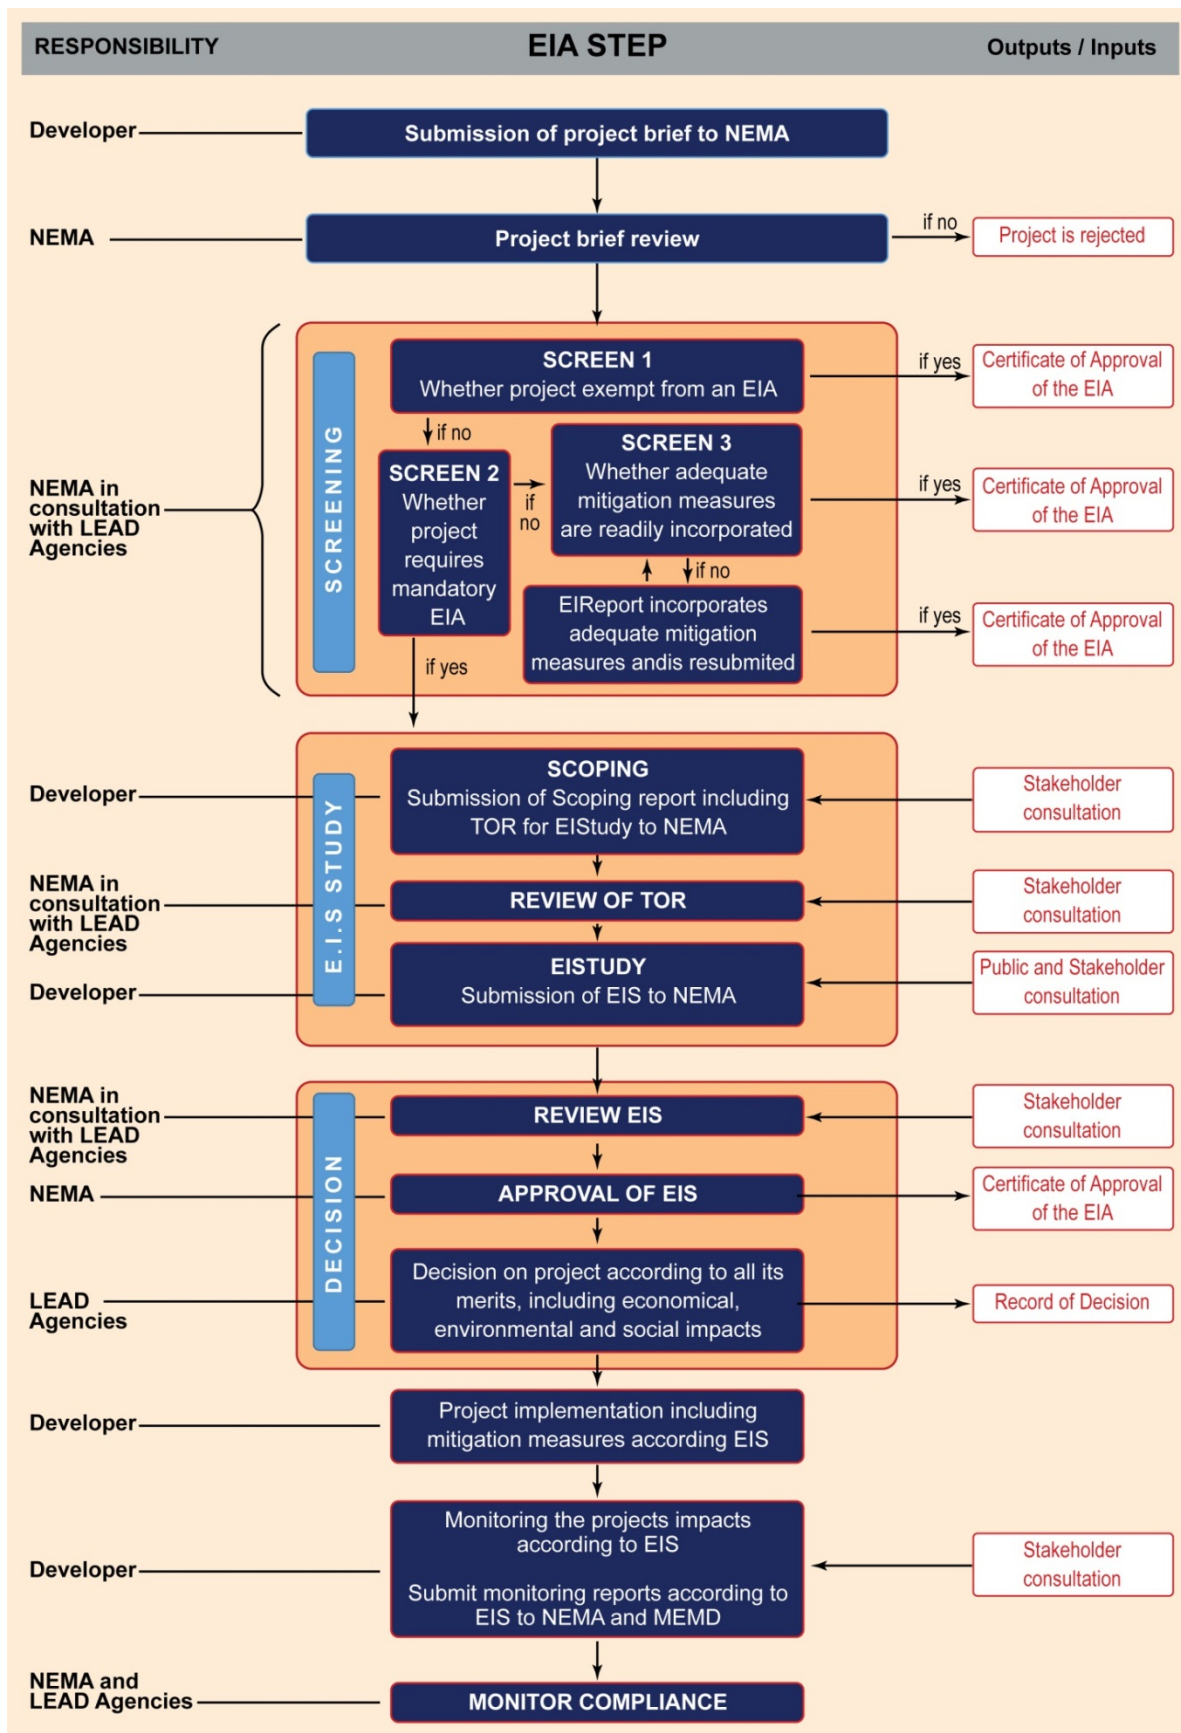 RESPONSIBILITY
EIA STEP
Outputs / Inputs
Developer
Submission of project brief to NEMA
NEMA
Project brief review
if no
Project is rejected
NEMA in
consultation
with LEAD
Agencies
SCREENING
SCREEN 1
Whether project exempt from an EIA
if yes
Certificate of Approval
of the EIA
if no
SCREEN 2
Whether
project
requires
mandatory
EIA
if
no
SCREEN 3
Whether adequate
mitigation measures
are readily incorporated
if yes
Certificate of Approval
of the EIA
if no
EIReport incorporates
adequate mitigation
measures andis resubmited
if yes
Certificate of Approval
of the EIA
if yes
E.I.S STUDY
Developer
SCOPING
Submission of Scoping report including
TOR for EIStudy to NEMA
Stakeholder
consultation
NEMA in
consultation
with LEAD
Agencies
REVIEW OF TOR
Stakeholder
consultation
Developer
EISTUDY
Submission of EIS to NEMA
Public and Stakeholder
consultation
DECISION
NEMA in
consultation
with LEAD
Agencies
REVIEW EIS
Stakeholder
consultation
NEMA
APPROVAL OF EIS
Certificate of Approval
of the EIA
LEAD
Agencies
Decision on project according to all its
merits, including economical,
environmental and social impacts
Record of Decision
Developer
Project implementation including
mitigation measures according EIS
Developer
Monitoring the projects impacts
according to EIS
Submit monitoring reports according to
EIS to NEMA and MEMD
Stakeholder
consultation
NEMA and
LEAD Agencies
MONITOR COMPLIANCE